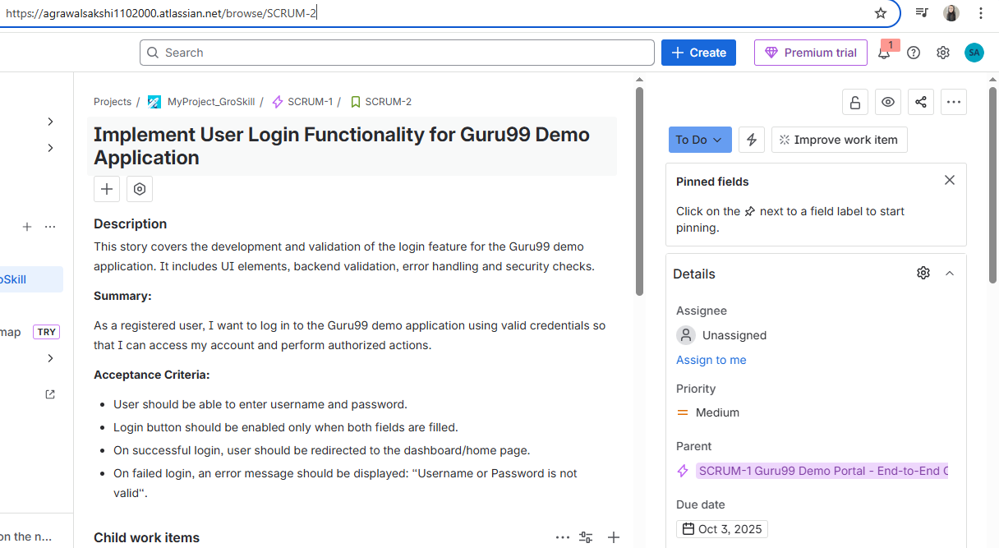 https://agrawalsakshi1102000.atlassian.net/browse/SCRUM-2
Search
Create
Premium trial
1
SA
Projects / MyProject_GroSkill / SCRUM-1 / SCRUM-2
Implement User Login Functionality for Guru99 Demo
Application
Description
This story covers the development and validation of the login feature for the Guru99 demo
application. It includes UI elements, backend validation, error handling and security checks.
Summary:
As a registered user, I want to log in to the Guru99 demo application using valid credentials so
that I can access my account and perform authorized actions.
Acceptance Criteria:
• User should be able to enter username and password.
• Login button should be enabled only when both fields are filled.
• On successful login, user should be redirected to the dashboard/home page.
• On failed login, an error message should be displayed: “Username or Password is not
valid“.
Child work items
oSkill
map TRY
on the n...
To Do
Improve work item
Pinned fields
Click on the next to a field label to start
pinning.
Details
Assignee
Unassigned
Assign to me
Priority
Medium
Parent
SCRUM-1 Guru99 Demo Portal - End-to-End
Due date
Oct 3, 2025